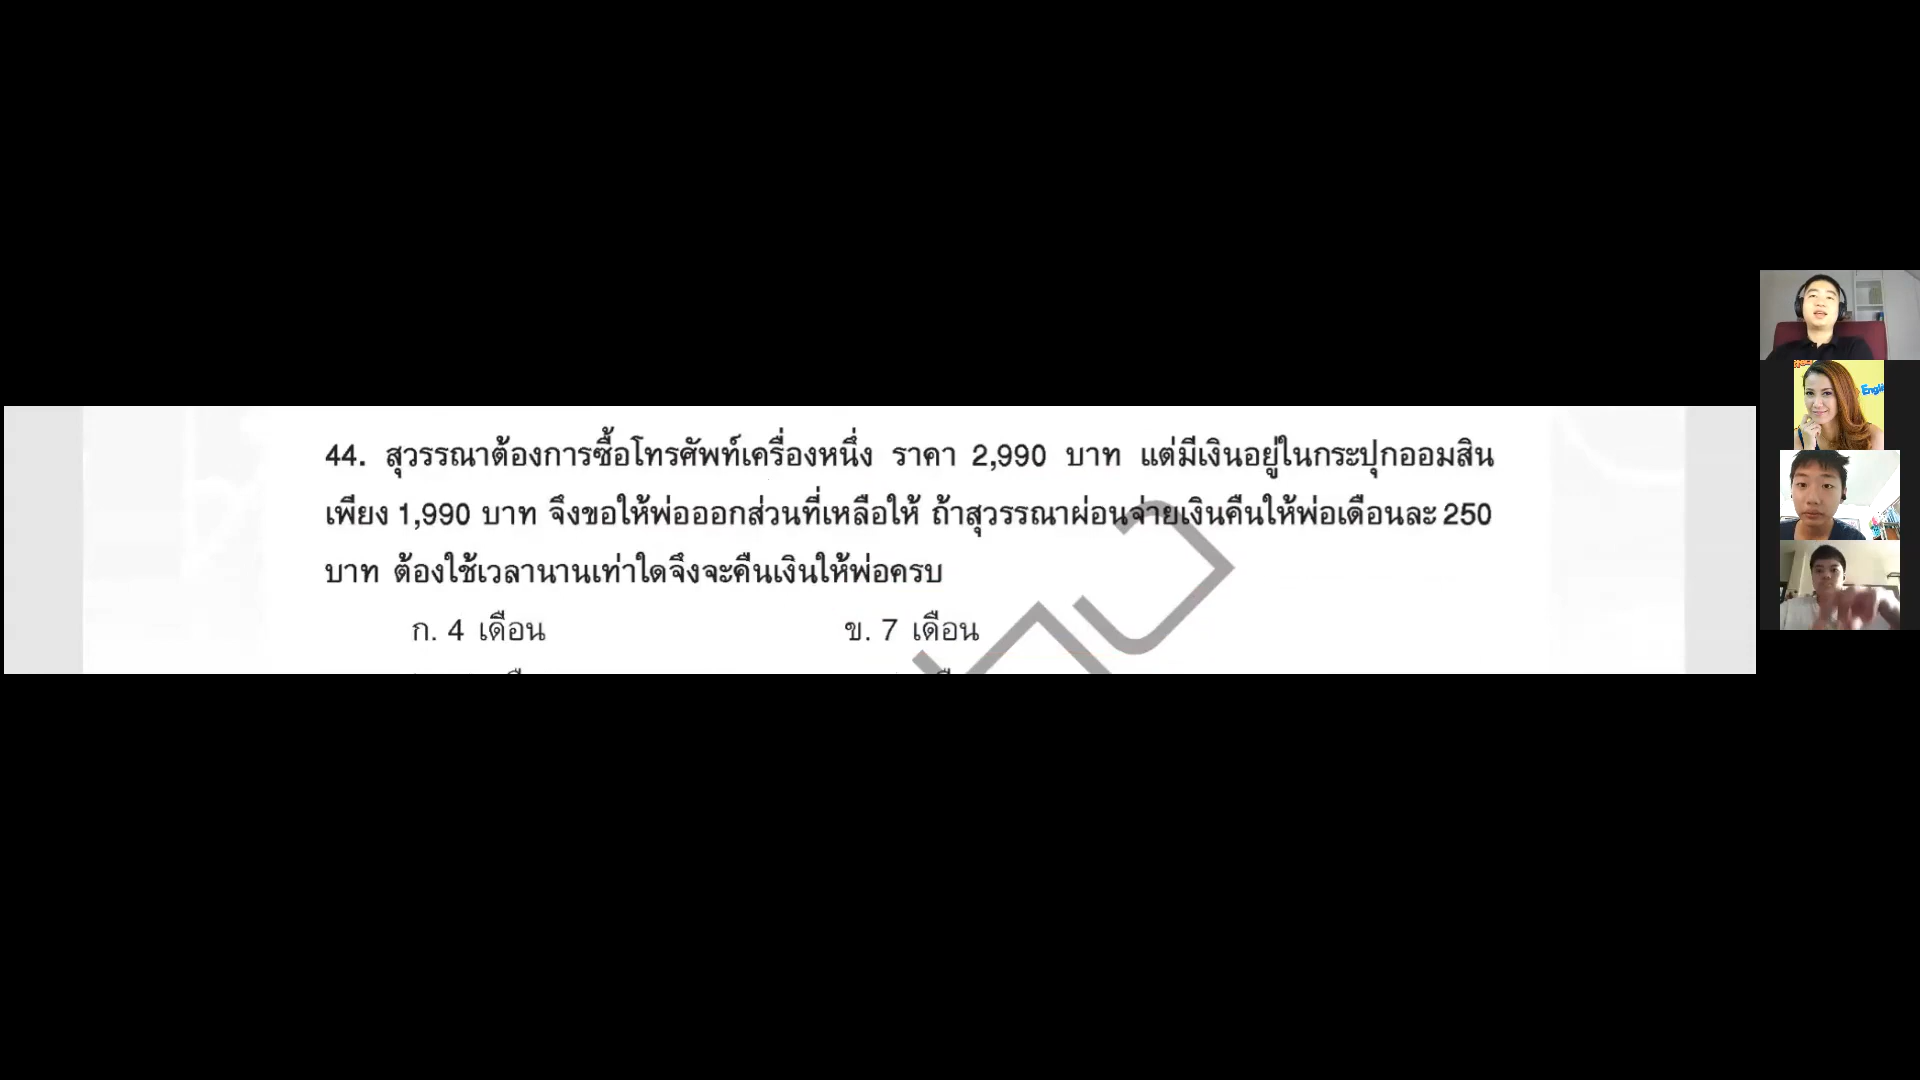 44. สุวรรณาต้องการซื้อโทรศัพท์เครื่องหนึ่ง ราคา 2,990 บาท แต่มีเงินอยู่ในกระปุกออมสิน
เพียง 1,990 บาท จึงขอให้พ่อออกส่วนที่เหลือให้ ถ้าสุวรรณาผ่อนจ่ายเงินคืนให้พ่อเดือนละ 250
บาท ต้องใช้เวลานานเท่าใดจึงจะคืนเงินให้พ่อครบ
ก. 4 เดือน ข. 7 เดือน